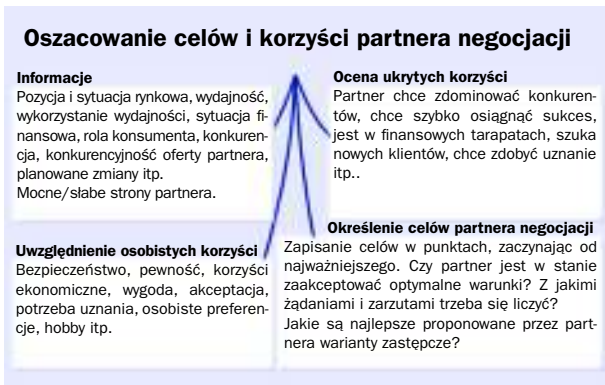 Oszacowanie celów i korzyści partnera negocjacji
Informacje
Pozycja i sytuacja rynkowa, wydajność,
wykorzystanie wydajności, sytuacja fi-
nansowa, rola konsumenta, konkuren-
cja, konkurencyjność oferty partnera,
planowane zmiany itp.
Mocne/słabe strony partnera.
Ocena ukrytych korzyści
Partner chce zdominować konkuren-
tów, chce szybko osiągnąć sukces,
jest w finansowych tarapatach, szuka
nowych klientów, chce zdobyć uznanie
itp..
Uwzględnienie osobistych korzyści
Bezpieczeństwo, pewność, korzyści
ekonomiczne, wygoda, akceptacja,
potrzeba uznania, osobiste preferen-
cje, hobby itp.
Określenie celów partnera negocjacji
Zapisanie celów w punktach, zaczynając od
najważniejszego. Czy partner jest w stanie
zaakceptować optymalne warunki? Z jakimi
żądaniami i zarzutami trzeba się liczyć?
Jakie są najlepsze proponowane przez part-
nera warianty zastępcze?